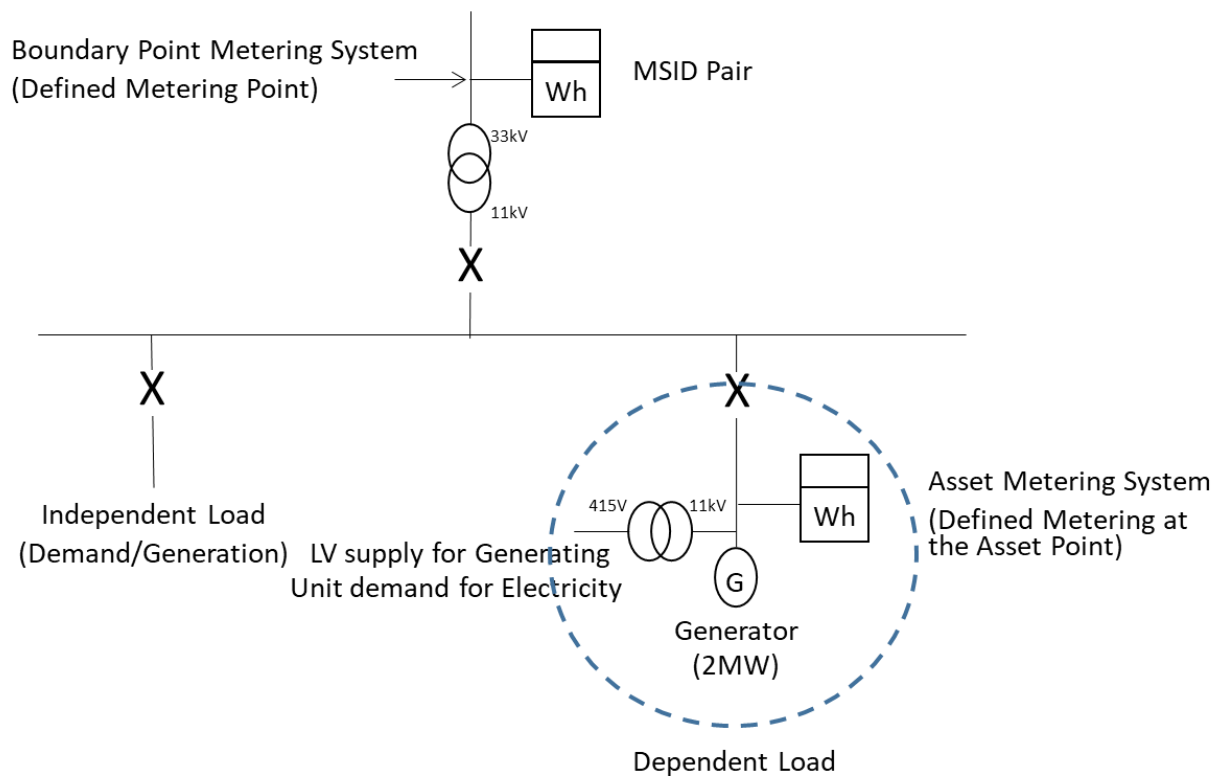 Boundary Point Metering System
(Defined Metering Point)
MSID Pair
Wh
33kV
11kV
X
X
X
415V
11kV
Wh
Asset Metering System
(Defined Metering at
the Asset Point)
Independent Load
(Demand/Generation)
LV supply for Generating
Unit demand for Electricity
G
Generator
(2MW)
Dependent Load